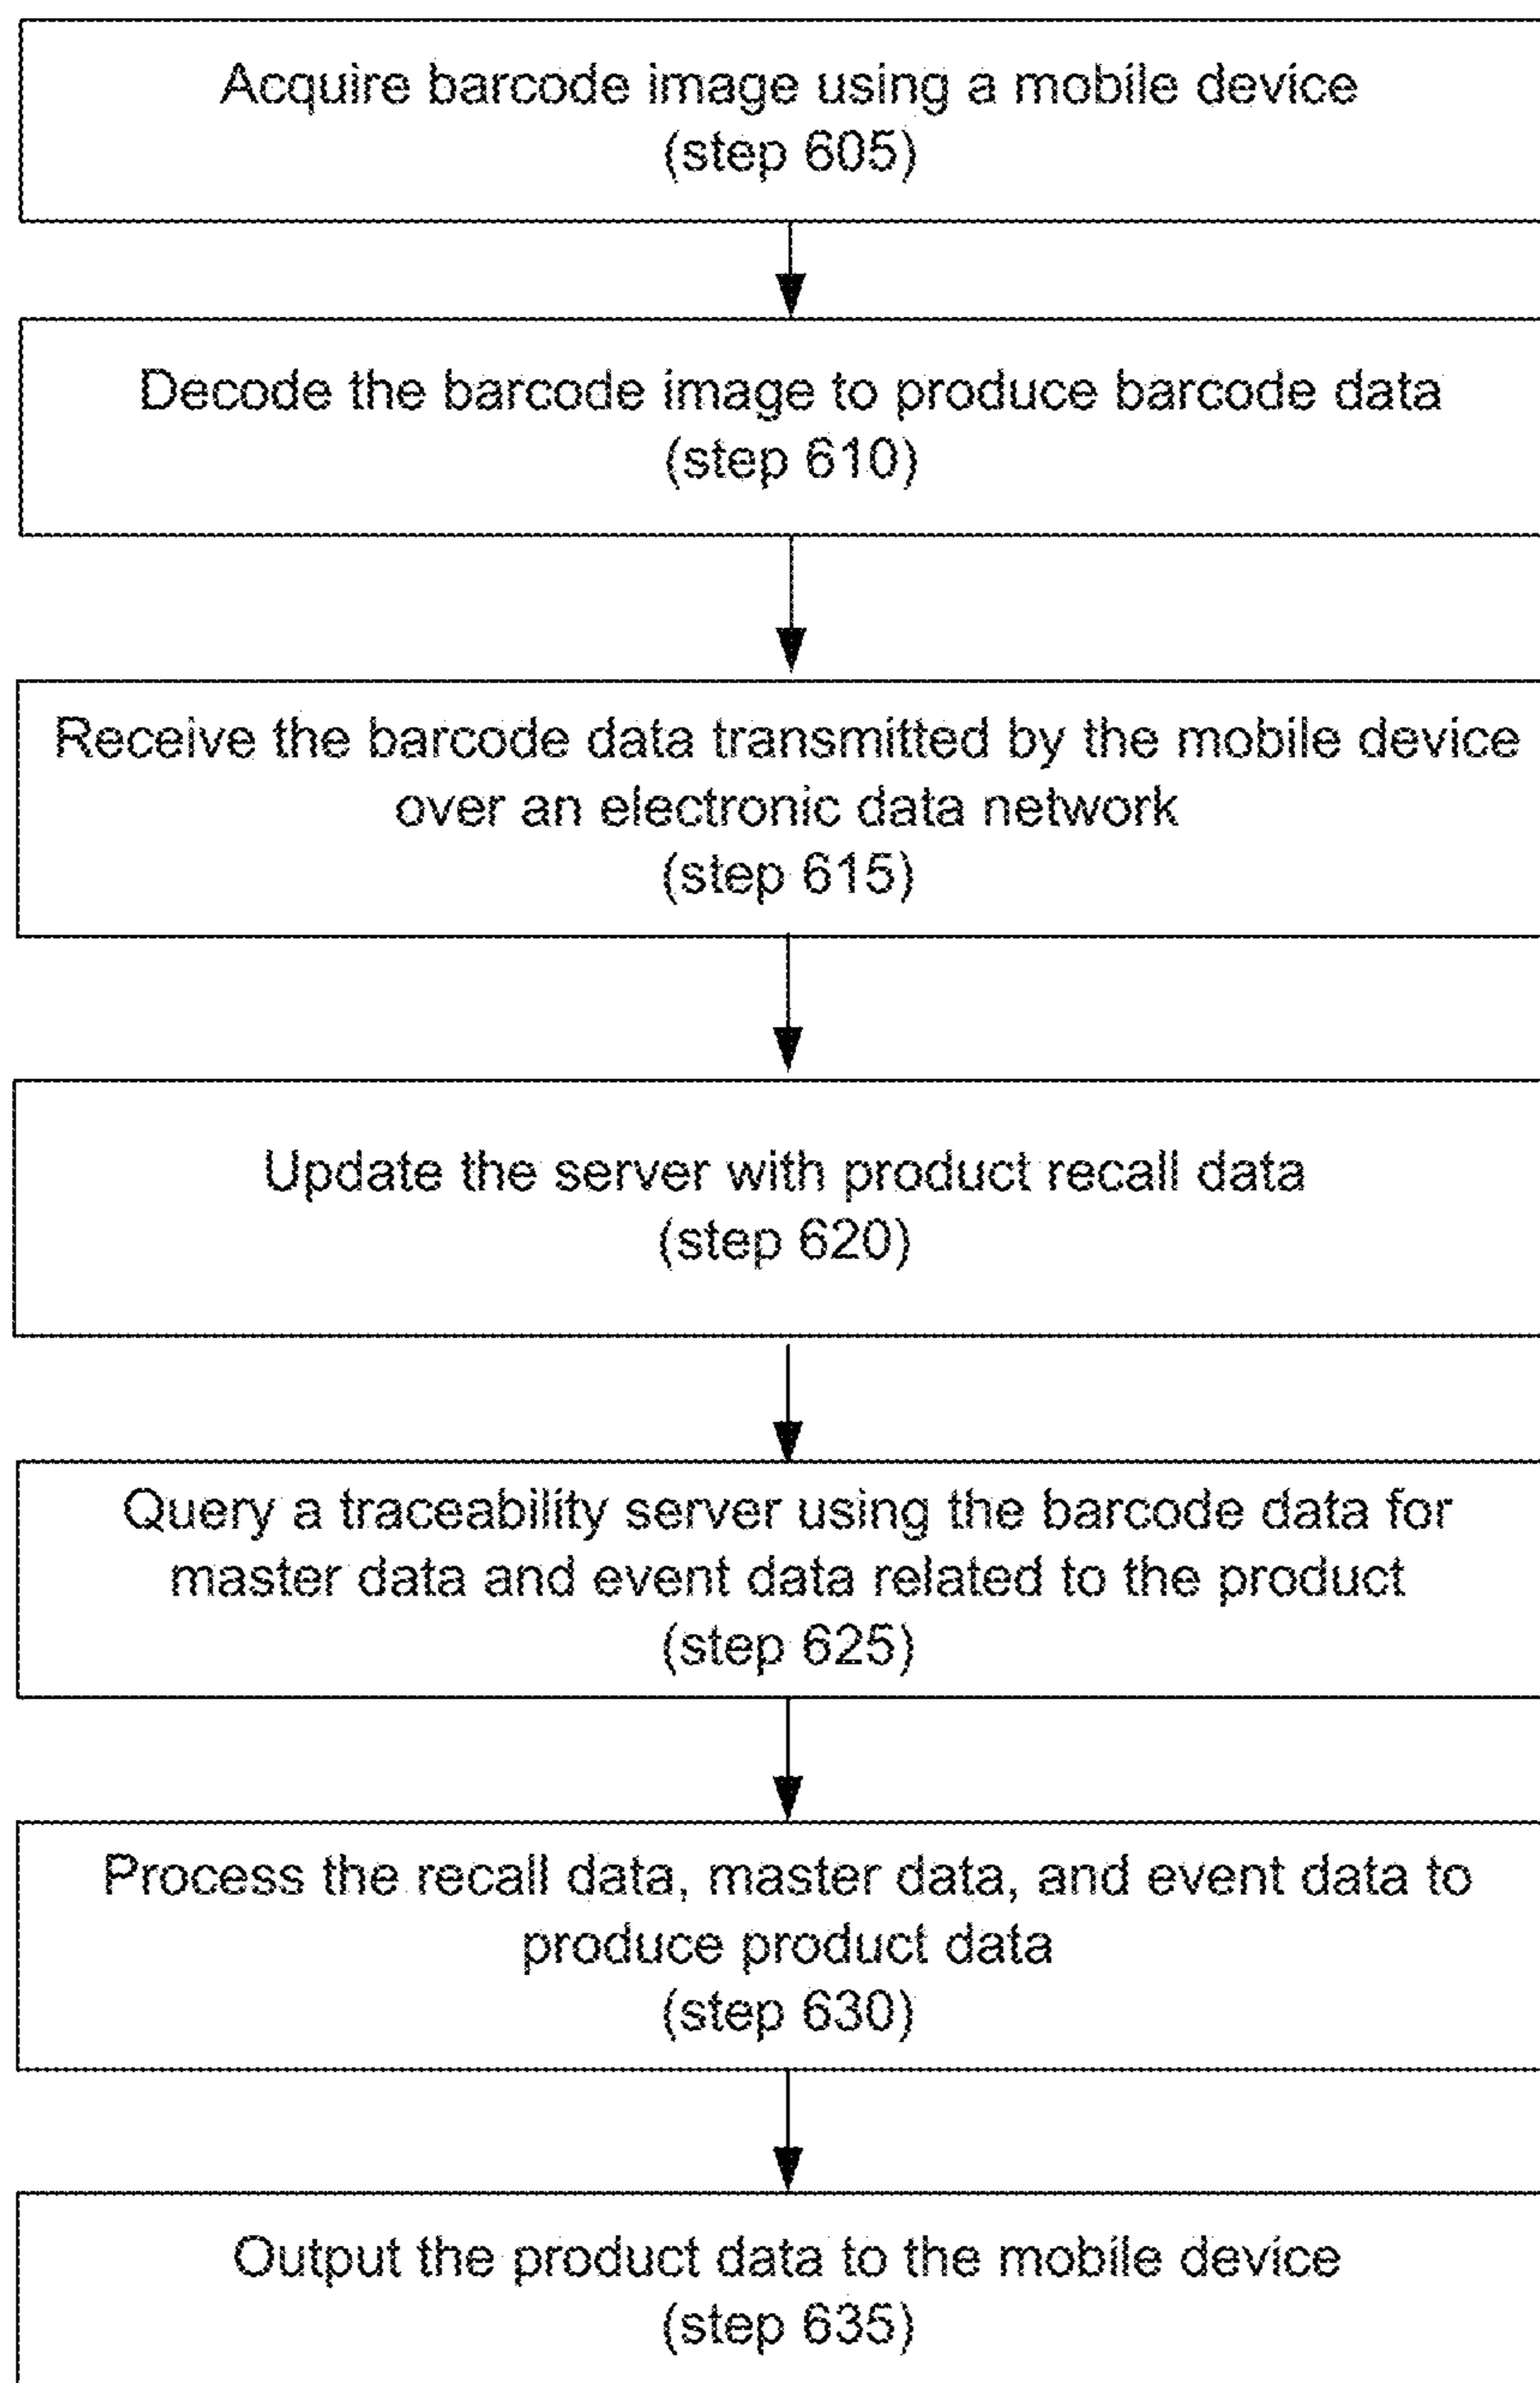 Acquire barcode image using a mobile device
(step 605)
Decode the barcode image to produce barcode data
(step 610)
Receive the barcode data transmitted by the mobile device
over an electronic data network
(step 615)
Update the server with product recall data
(step 620)
Query a traceability server using the barcode data for
master data and event data related to the product
(step 625)
Process the recall data, master data, and event data to
produce product data
(step 630)
Output the product data to the mobile device
(step 635)